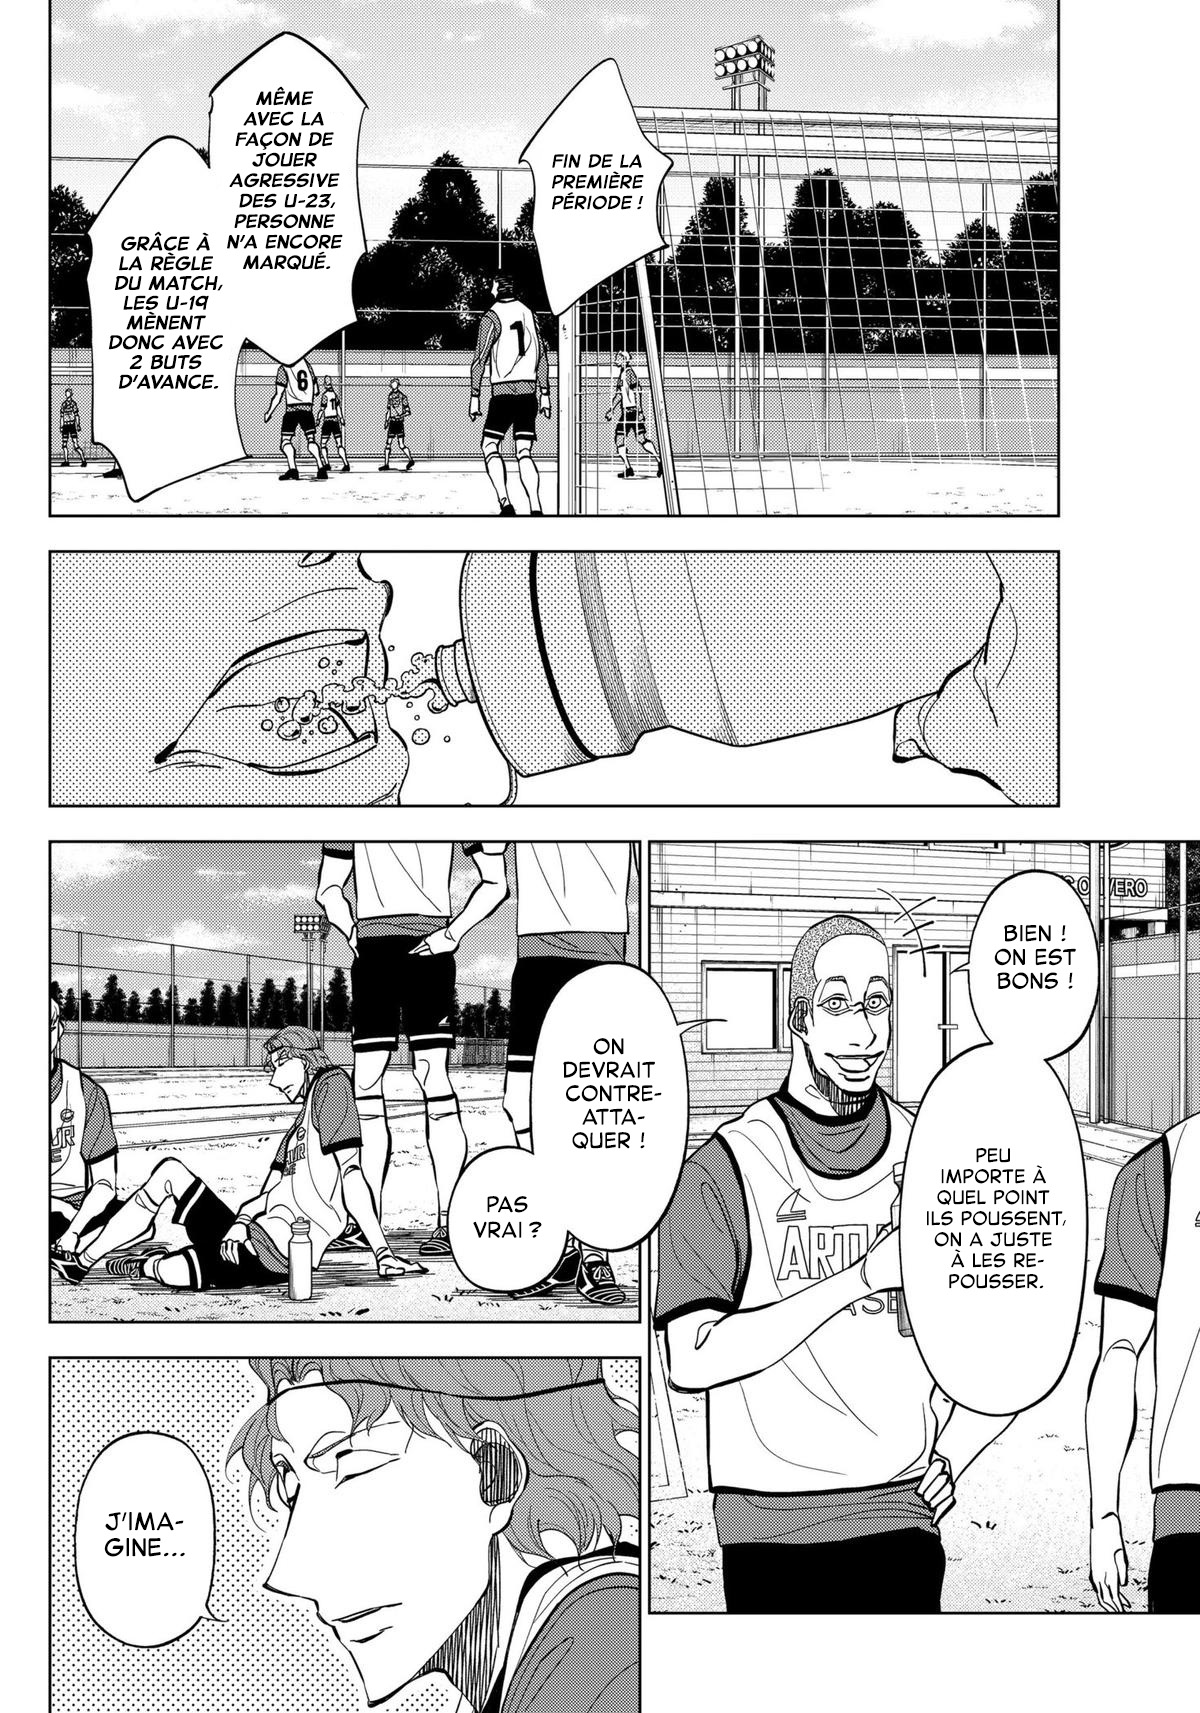 FIN DE LA
PREMIÈRE
PÉRIODE !
MÊME
AVEC LA
FAÇON DE
JOUER
AGRESSIVE
DES U-23,
PERSONNE
N'A ENCORE
MARQUÉ.
GRÂCE À
LA RÈGLE
DU MATCH,
LES U-19
MÈNENT
DONC AVEC
2 BUTS
D'AVANCE.
1
6
BIEN !
ON EST
BONS !
PEU
IMPORTE À
QUEL POINT
ILS POUSSENT,
ON A JUSTE
À LES RE-
POUSSER.
ON
DEVRAIT
CONTRE-
ATTA-
QUER !
PAS
VRAI ?
J'IMA-
GINE...